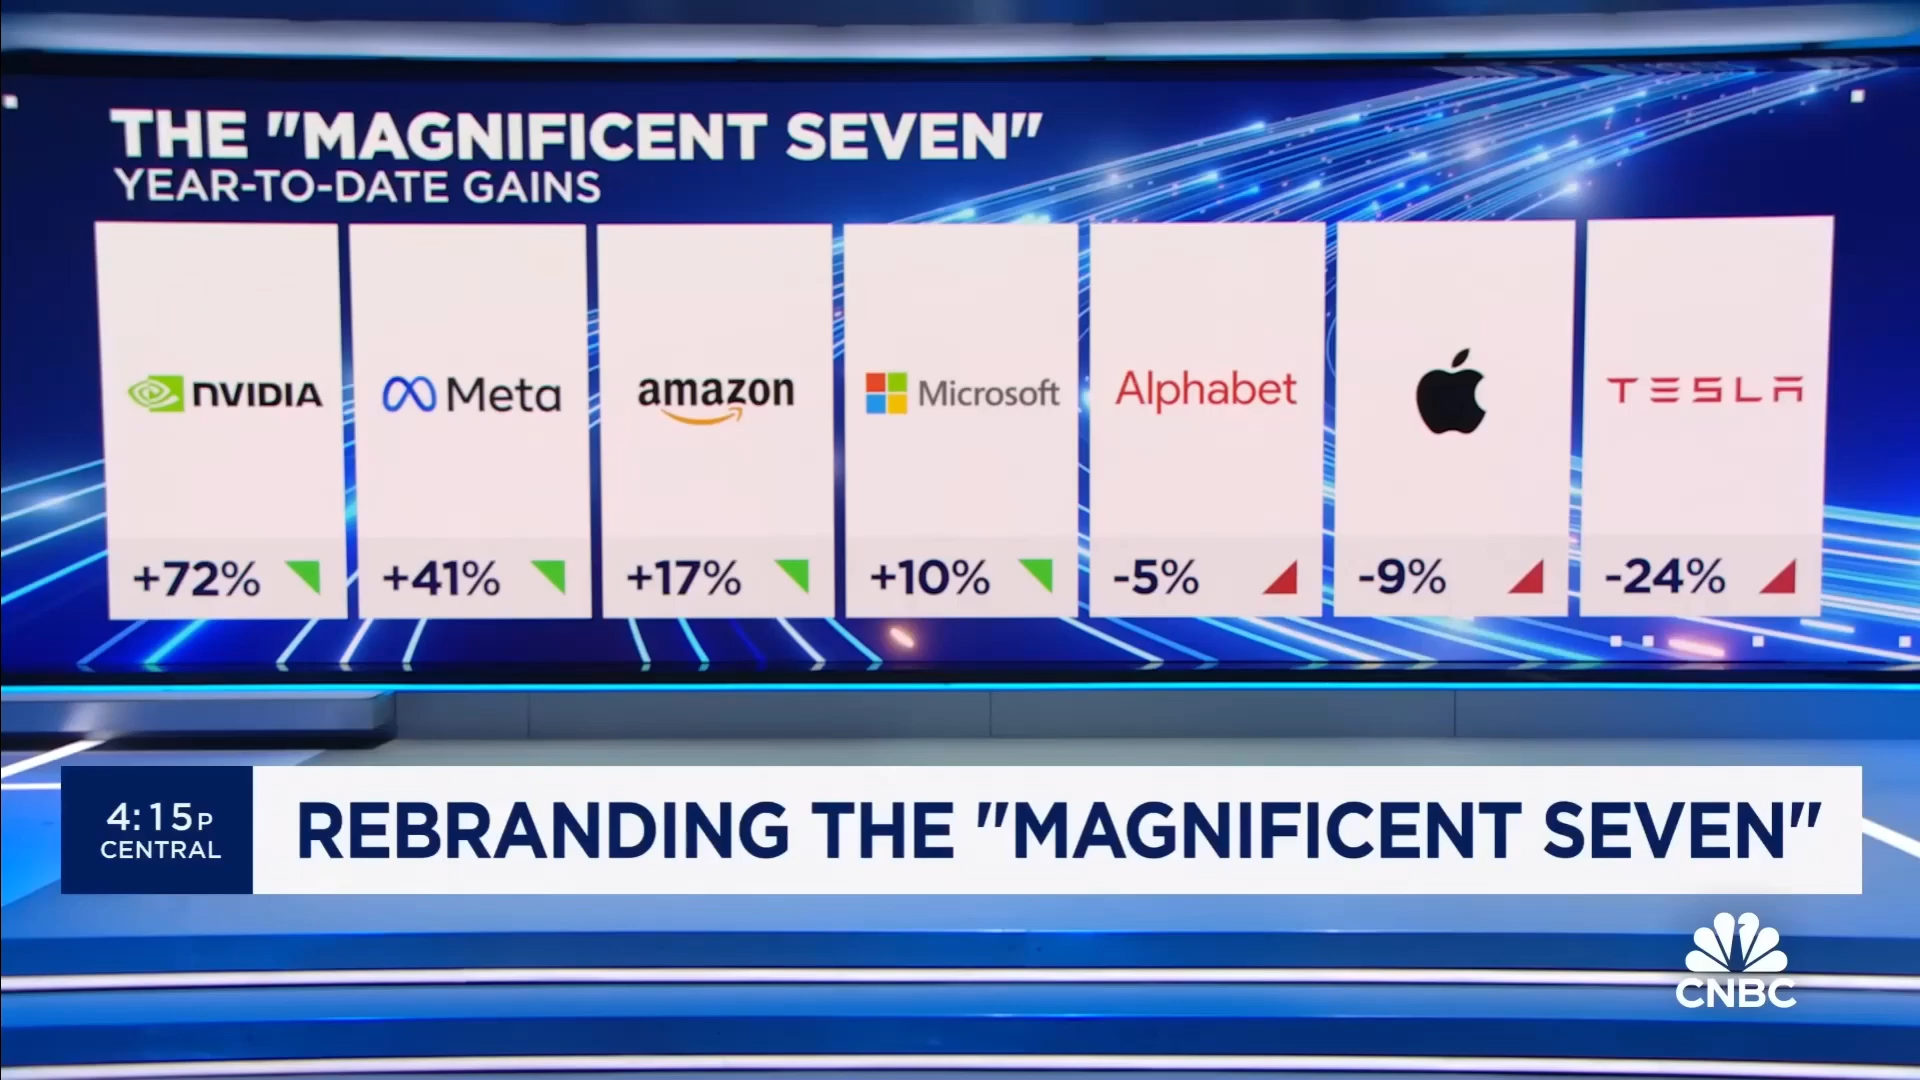 THE "MAGNIFICENT SEVEN"
YEAR-TO-DATE GAINS
NVIDIA
Meta
amazon
Microsoft
Alphabet
TESLA
+72%
+41%
+17%
+10%
-5%
-9%
-24%
4:15P
CENTRAL
REBRANDING THE "MAGNIFICENT SEVEN"
CNBC